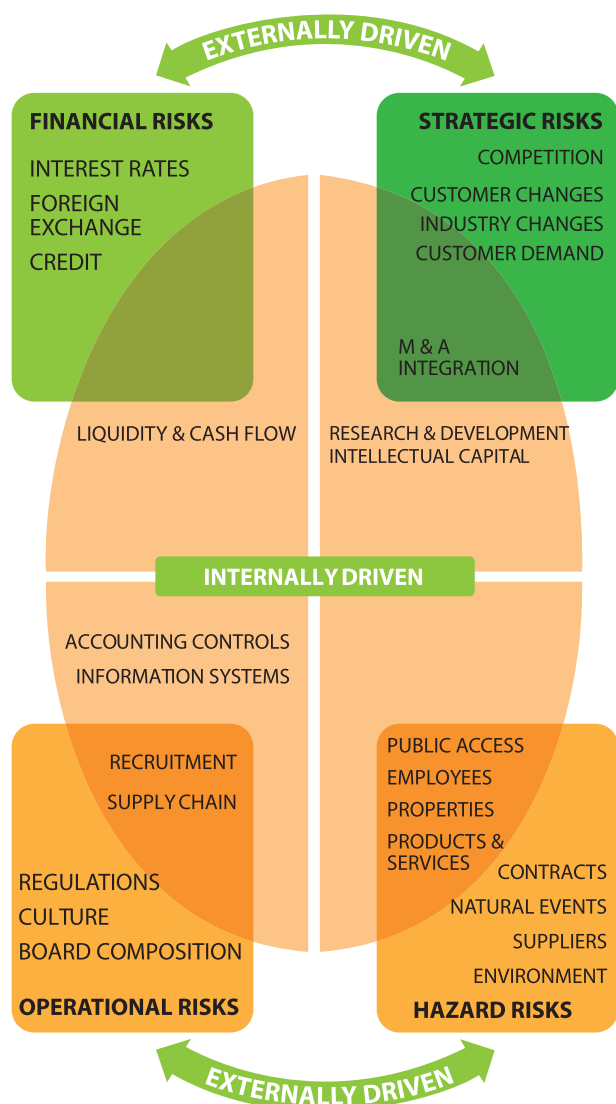 EXTERNALLY DRIVEN
FINANCIAL RISKS
INTEREST RATES
FOREIGN
EXCHANGE
CREDIT
STRATEGIC RISKS
COMPETITION
CUSTOMER CHANGES
INDUSTRY CHANGES
CUSTOMER DEMAND
M & A
INTEGRATION
LIQUIDITY & CASH FLOW
RESEARCH & DEVELOPMENT
INTELLECTUAL CAPITAL
INTERNALLY DRIVEN
ACCOUNTING CONTROLS
INFORMATION SYSTEMS
RECRUITMENT
SUPPLY CHAIN
REGULATIONS
CULTURE
BOARD COMPOSITION
OPERATIONAL RISKS
PUBLIC ACCESS
EMPLOYEES
PROPERTIES
PRODUCTS &
SERVICES
CONTRACTS
NATURAL EVENTS
SUPPLIERS
ENVIRONMENT
HAZARD RISKS
EXTERNALLY DRIVEN